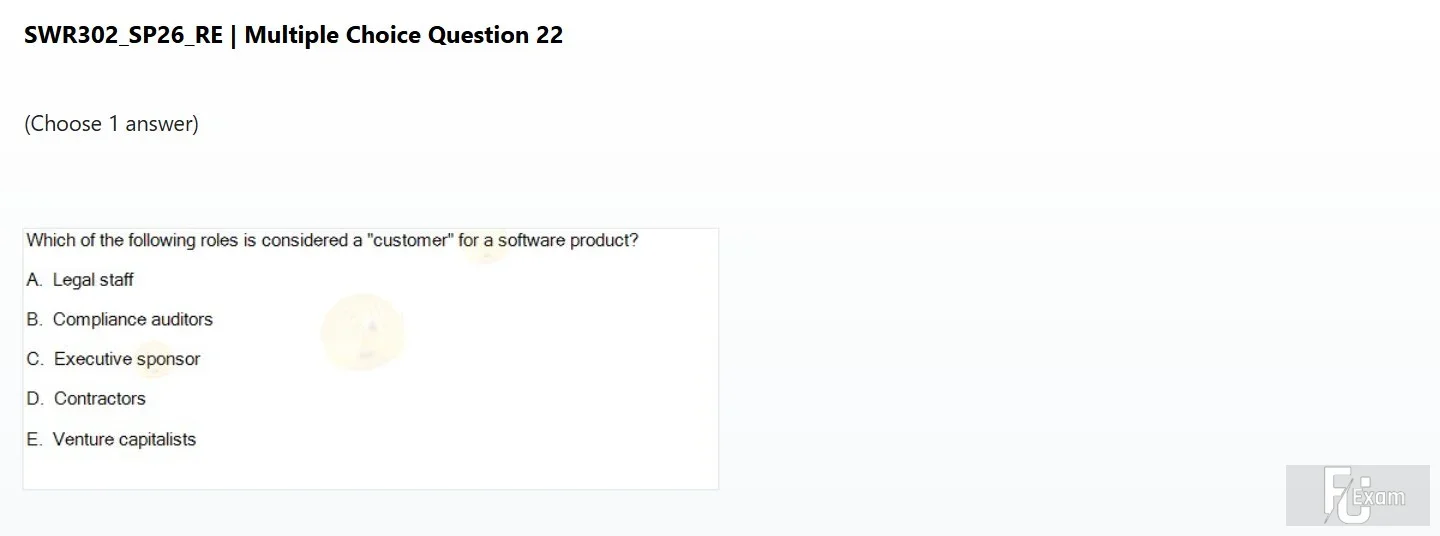 SWR302_SP26_RE | Multiple Choice Question 22
(Choose 1 answer)
Which of the following roles is considered a "customer" for a software product?
A. Legal staff
B. Compliance auditors
C. Executive sponsor
D. Contractors
E. Venture capitalists
FU Exam